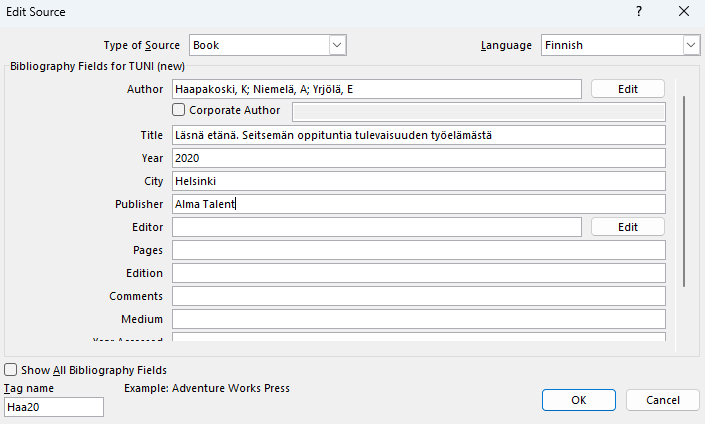 Edit Source
?
Type of Source Book Language Finnish
Bibliography Fields for TUNI (new)
Author Haapakoski, K; Niemelä, A; Yrjölä, E Edit
Corporate Author
Title Läsnä etänä. Seitsemän oppituntia tulevaisuuden työelämästä
Year 2020
City Helsinki
Publisher Alma Talent
Editor Edit
Pages
Edition
Comments
Medium
Year Accessed
Show All Bibliography Fields
Tag name Example: Adventure Works Press
Haa20 OK Cancel